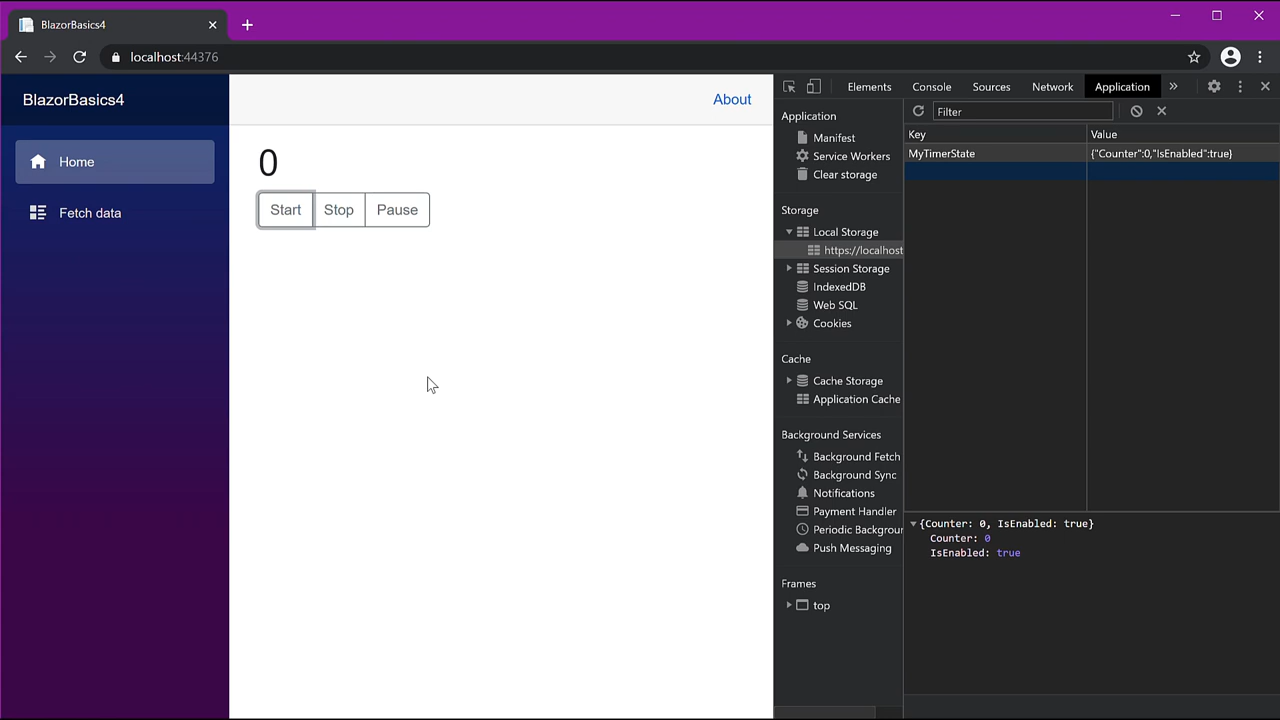 BlazorBasics4
localhost:44376
BlazorBasics4
Home
Fetch data
About
0
Start Stop Pause
Elements Console Sources Network Application
Application
Manifest
Service Workers
Clear storage
Storage
Local Storage
https://localhost
Session Storage
IndexedDB
Web SQL
Cookies
Cache
Cache Storage
Application Cache
Background Services
Background Fetch
Background Sync
Notifications
Payment Handler
Periodic Backgrour
Push Messaging
Frames
top
Filter
Key Value
MyTimerState {"Counter":0,"IsEnabled":true}
{Counter: 0, IsEnabled: true}
Counter: 0
IsEnabled: true